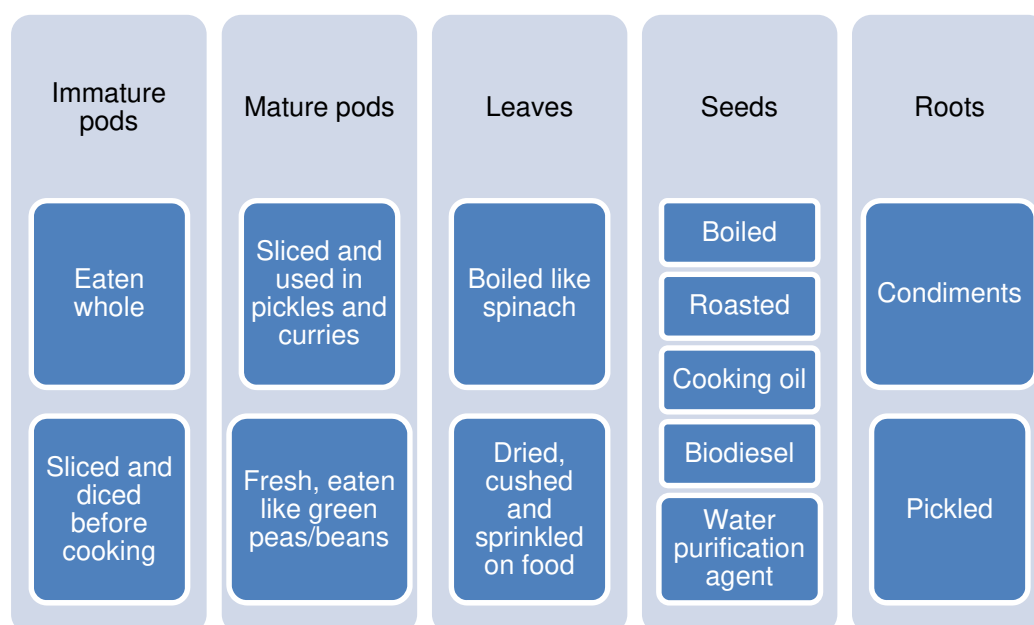 Immature
pods
Eaten
whole
Sliced and
diced
before
cooking
Mature pods
Sliced and
used in
pickles and
curries
Fresh, eaten
like green
peas/beans
Leaves
Boiled like
spinach
Dried,
cushed
and
sprinkled
on food
Seeds
Boiled
Roasted
Cooking oil
Biodiesel
Water
purification
agent
Roots
Condiments
Pickled